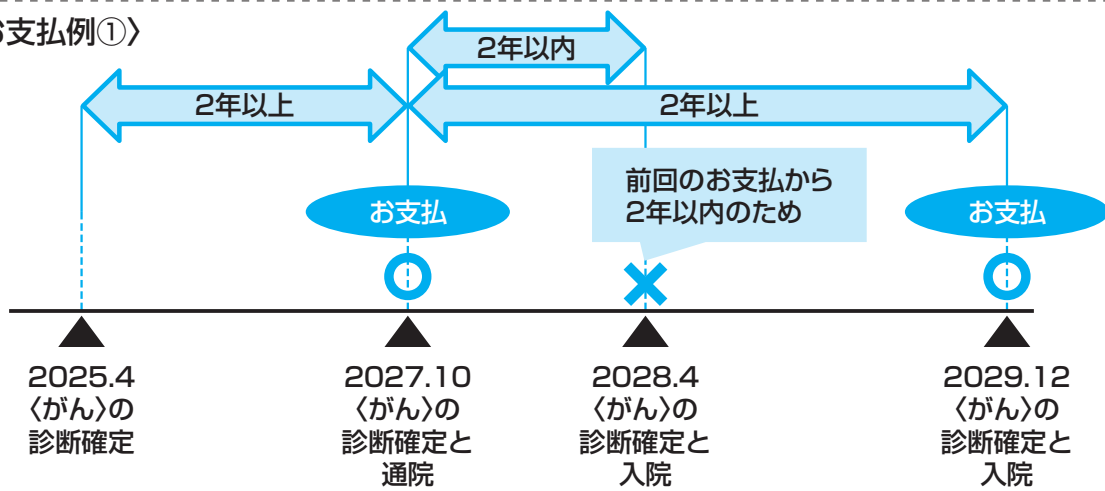 お支払例①〉
2年以内
2年以上
2年以上
前回のお支払から
2年以内のため
お支払
お支払
2025.4
〈がん〉の
診断確定
2027.10
〈がん〉の
診断確定と
通院
2028.4
〈がん〉の
診断確定と
入院
2029.12
〈がん〉の
診断確定と
入院